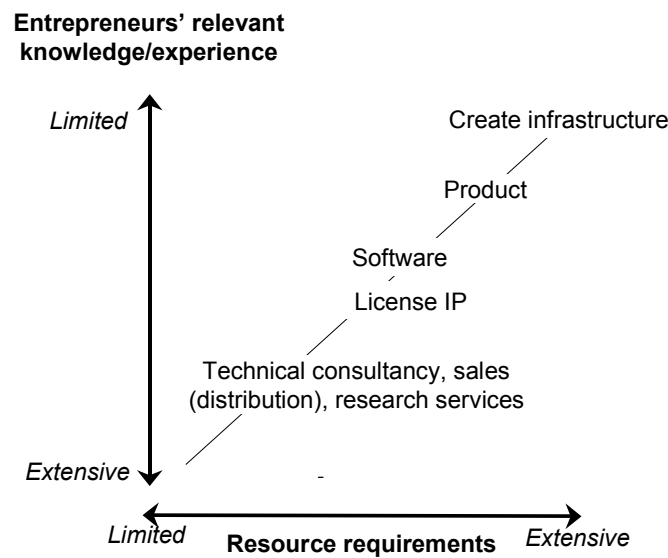 Entrepreneurs' relevant
knowledge/experience
Limited
Create infrastructure
Product
Software
License IP
Technical consultancy, sales
(distribution), research services
Extensive
Limited
Resource requirements
Extensive